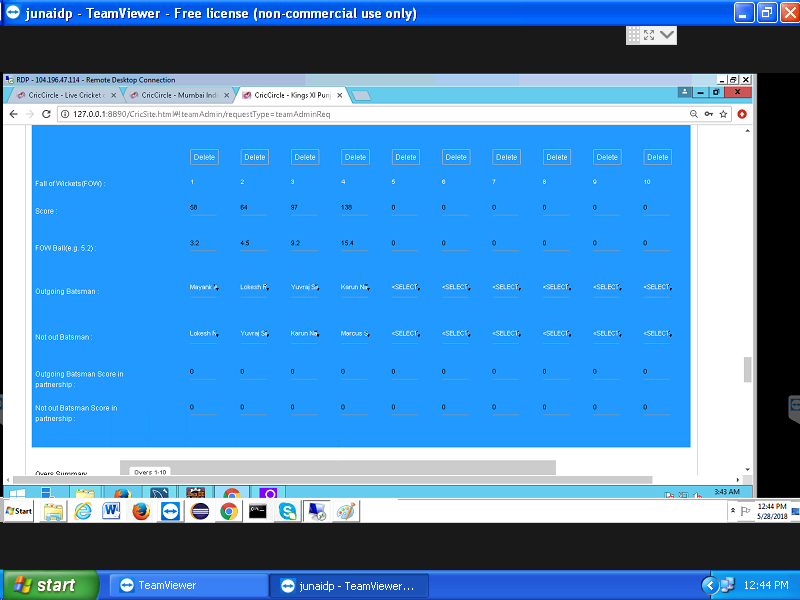 junaidp - TeamViewer - Free license (non-commercial use only)
RDP - 104.196.47.114 - Remote Desktop Connection
CricCircle - Live Cricket
CricCircle - Mumbai Indi
CricCircle - Kings XI Punj
127.0.0.1:8890/CricSite.html#!teamAdmin/requestType=teamAdminReq
Delete Delete Delete Delete Delete Delete Delete Delete Delete Delete
Fall of Wickets(FOW) : 1 2 3 4 5 6 7 8 9 10
Score : 58 64 97 138 0 0 0 0 0 0
FOW Ball(e.g. 5.2) : 3.2 4.5 9.2 15.4 0 0 0 0 0 0
Outgoing Batsman : Mayank Lokesh R Yuvraj S Karun Na <SELECT <SELECT <SELECT <SELECT <SELECT <SELECT
Not out Batsman : Lokesh R Yuvraj S Karun Na Marcus S <SELECT <SELECT <SELECT <SELECT <SELECT <SELECT
Outgoing Batsman Score in
partnership : 0 0 0 0 0 0 0 0 0 0
Not out Batsman Score in
partnership : 0 0 0 0 0 0 0 0 0 0
Overs Summary Overs 1-10
3:43 AM
Start
12:44 PM
5/28/2018
start TeamViewer junaidp - TeamViewer... 12:44 PM